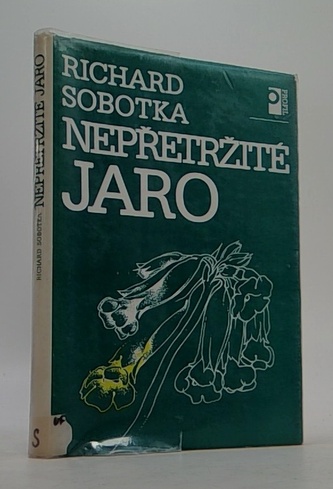 RICHARD
SOBOTKA
NEPŘETRŽITÉ
JARO
PROFIL
RICHARD SOBOTKA NEPŘETRŽITÉ JARO
S